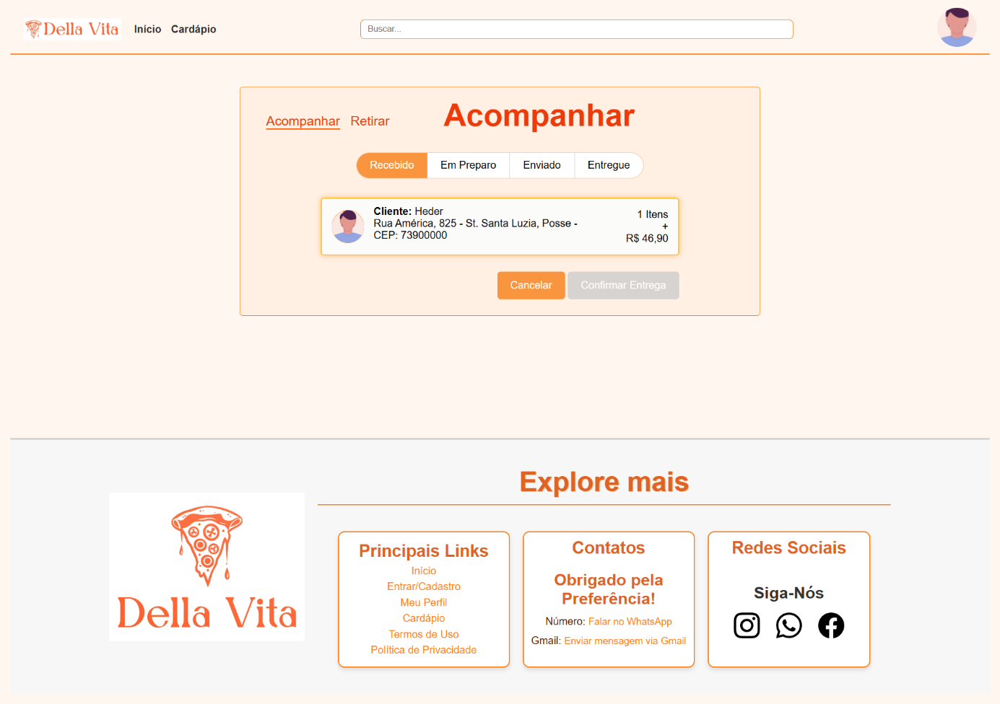 Della Vita
Início
Cardápio
Buscar...
Acompanhar
Retirar
Acompanhar
Recebido
Em Preparo
Enviado
Entregue
Cliente: Heder
Rua América, 825 - St. Santa Luzia, Posse -
CEP: 73900000
1 Itens
+
R$ 46,90
Cancelar
Confirmar Entrega
Della Vita
Explore mais
Principais Links
Início
Entrar/Cadastro
Meu Perfil
Cardápio
Termos de Uso
Política de Privacidade
Contatos
Obrigado pela
Preferência!
Número: Falar no WhatsApp
Gmail: Enviar mensagem via Gmail
Redes Sociais
Siga-Nós